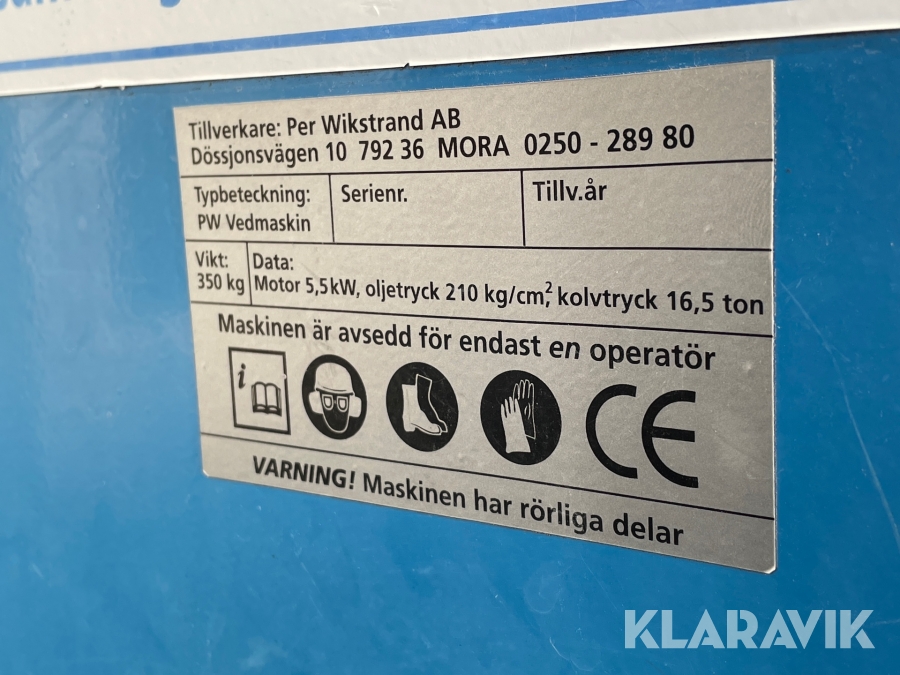 Tillverkare: Per Wikstrand AB
Dössjonsvägen 10 792 36 MORA 0250 - 289 80
Typbeteckning: Serienr. Tillv.år
PW Vedmaskin
Vikt: Data:
350 kg Motor 5,5kW, oljetryck 210 kg/cm², kolvtryck 16,5 ton
Maskinen är avsedd för endast en operatör
i CE
VARNING! Maskinen har rörliga delar
KLARAVIK